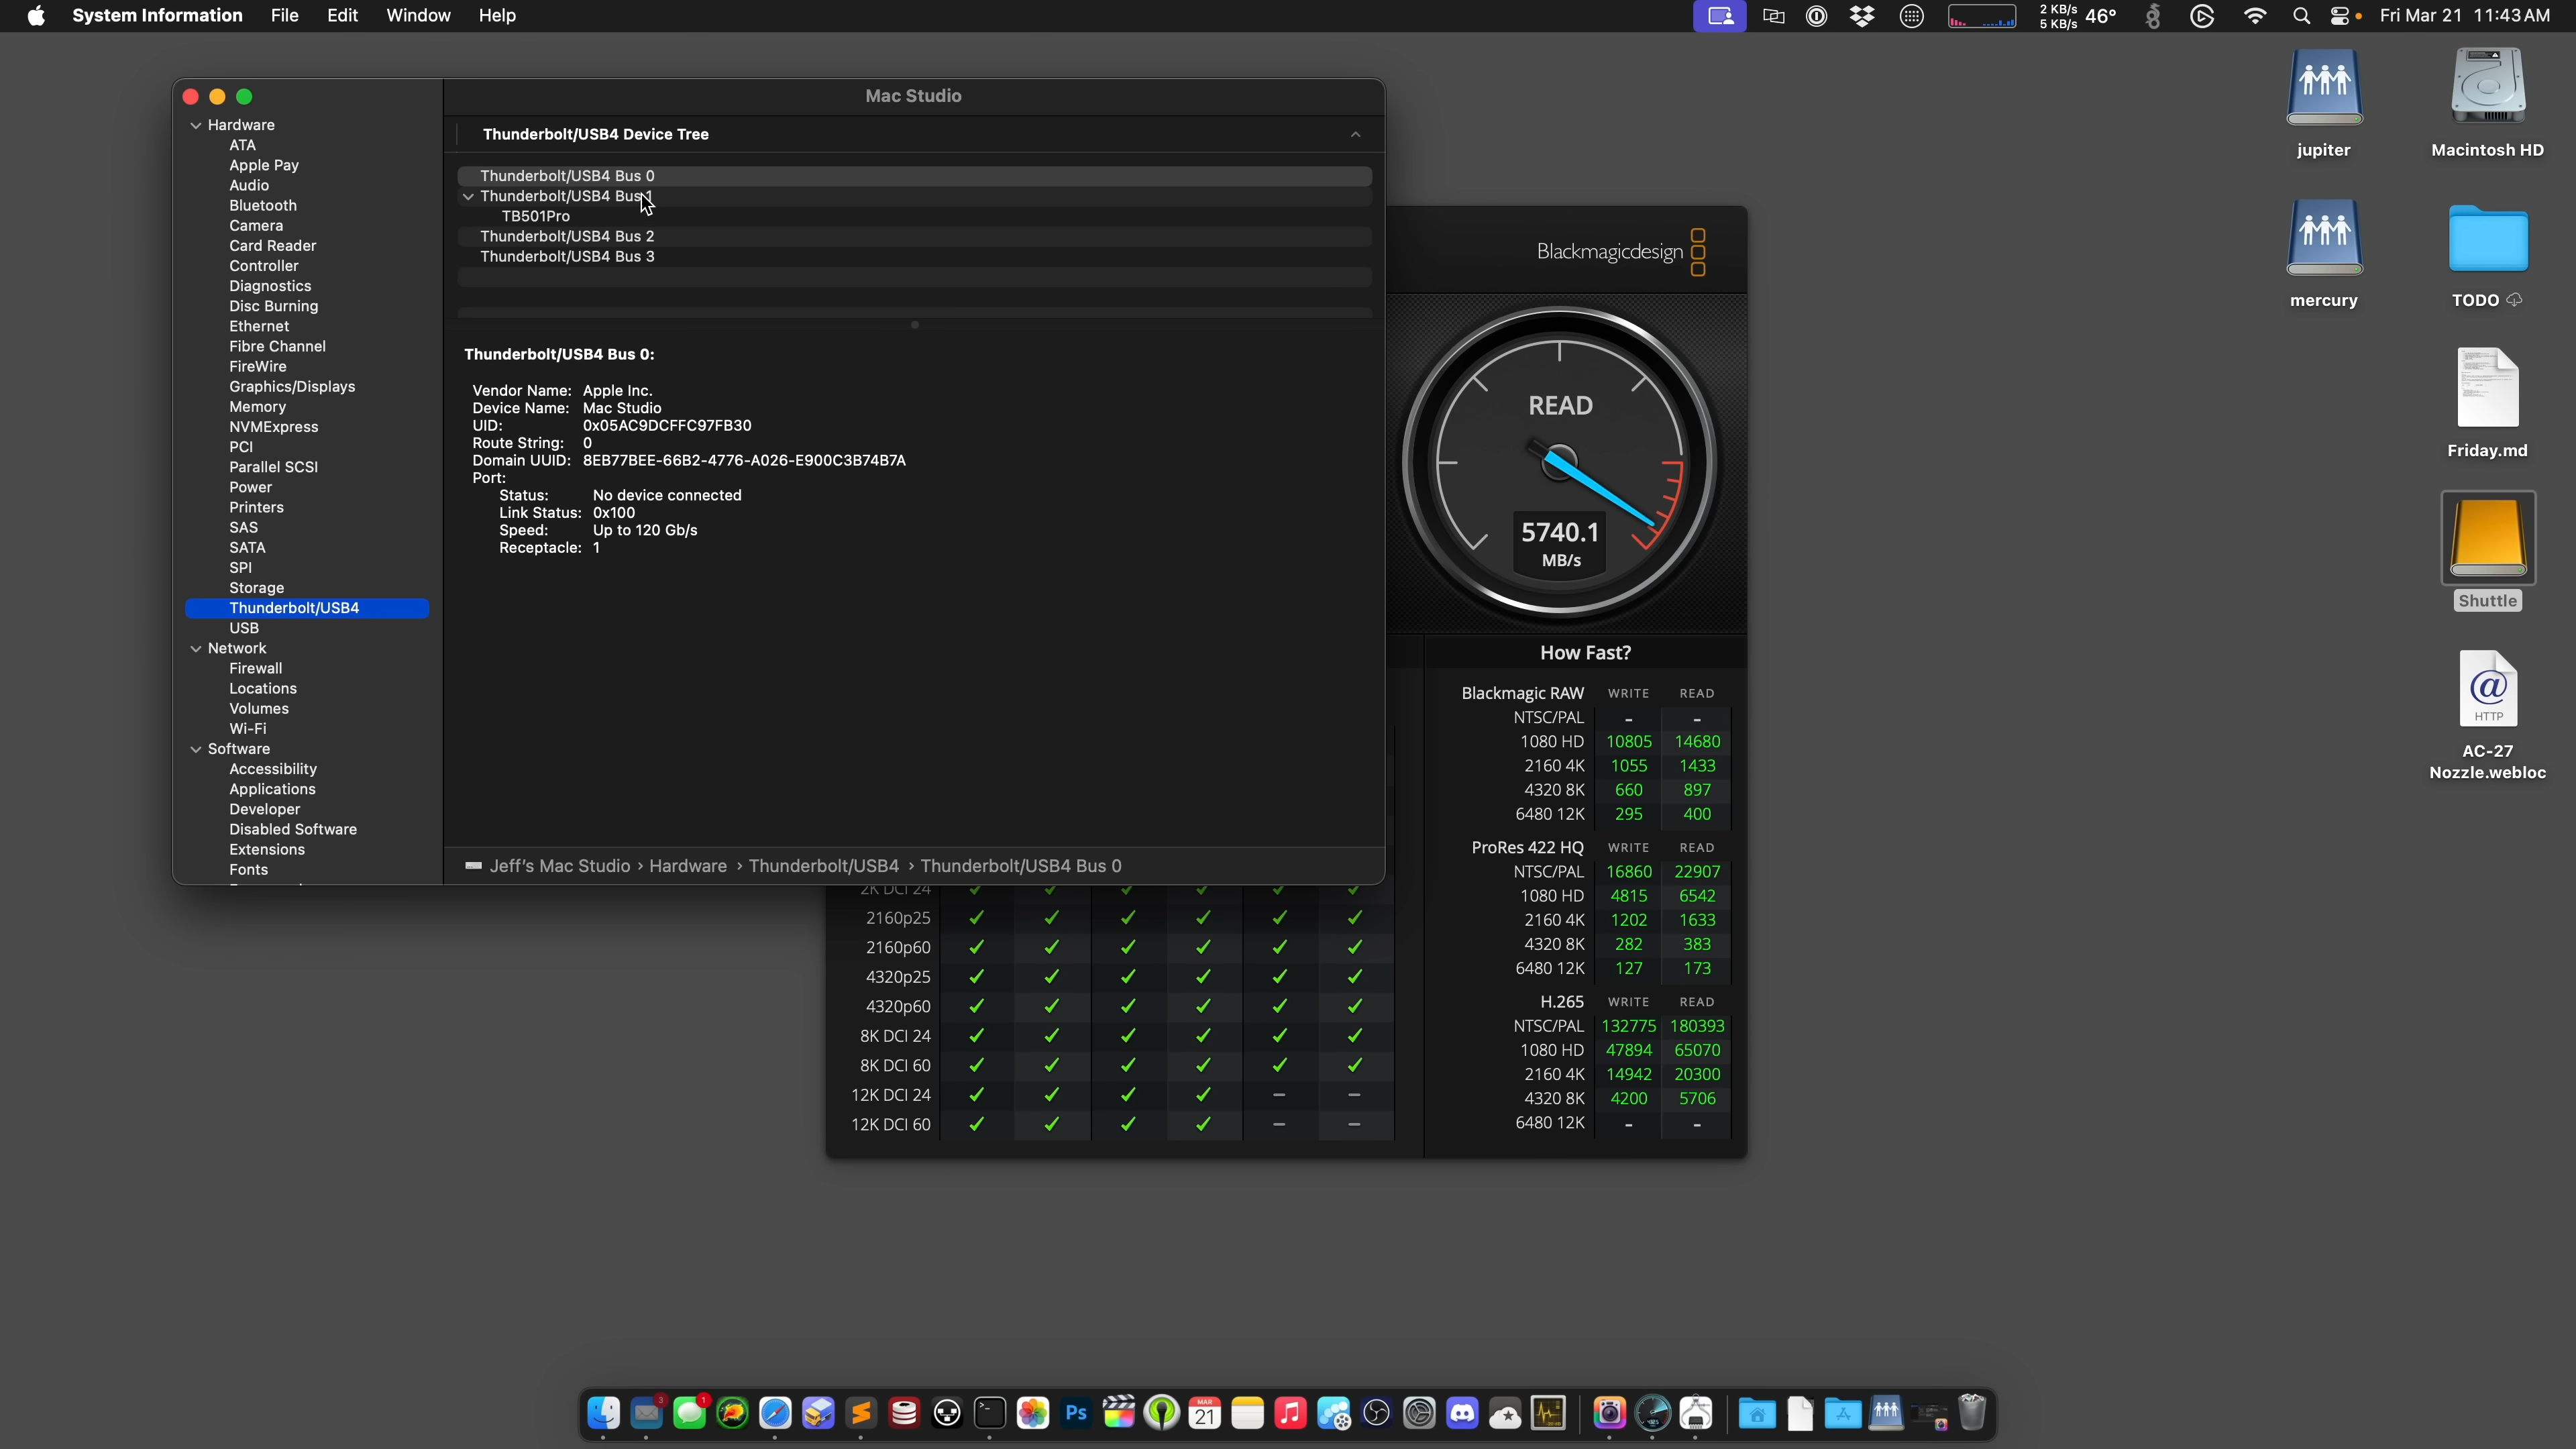 System Information File Edit Window Help
2 KB/s
5 KB/s
46°
Fri Mar 21 11:43 AM
Mac Studio
Hardware
ATA
Apple Pay
Audio
Bluetooth
Camera
Card Reader
Controller
Diagnostics
Disc Burning
Ethernet
Fibre Channel
FireWire
Graphics/Displays
Memory
NVMExpress
PCI
Parallel SCSI
Power
Printers
SAS
SATA
SPI
Storage
Thunderbolt/USB4
USB
Network
Firewall
Locations
Volumes
Wi-Fi
Software
Accessibility
Applications
Developer
Disabled Software
Extensions
Fonts
Thunderbolt/USB4 Device Tree
Thunderbolt/USB4 Bus 0
Thunderbolt/USB4 Bus 1
TB501Pro
Thunderbolt/USB4 Bus 2
Thunderbolt/USB4 Bus 3
Thunderbolt/USB4 Bus 0:
Vendor Name: Apple Inc.
Device Name: Mac Studio
UID: 0x05AC9DCFFC97FB30
Route String: 0
Domain UUID: 8EB77BEE-66B2-4776-A026-E900C3B74B7A
Port:
Status: No device connected
Link Status: 0x100
Speed: Up to 120 Gb/s
Receptacle: 1
Jeff's Mac Studio › Hardware › Thunderbolt/USB4 › Thunderbolt/USB4 Bus 0
Blackmagicdesign
READ
5740.1
MB/s
How Fast?
Blackmagic RAW WRITE READ
NTSC/PAL - -
1080 HD 10805 14680
2160 4K 1055 1433
4320 8K 660 897
6480 12K 295 400
ProRes 422 HQ WRITE READ
NTSC/PAL 16860 22907
1080 HD 4815 6542
2160 4K 1202 1633
4320 8K 282 383
6480 12K 127 173
H.265 WRITE READ
NTSC/PAL 132775 180393
1080 HD 47894 65070
2160 4K 14942 20300
4320 8K 4200 5706
6480 12K - -
2K DCI 24
2160p25
2160p60
4320p25
4320p60
8K DCI 24
8K DCI 60
12K DCI 24 - -
12K DCI 60 - -
jupiter
Macintosh HD
mercury
TODO
Friday.md
Shuttle
HTTP
AC-27
Nozzle.webloc
3
1
Ps
MAR
21